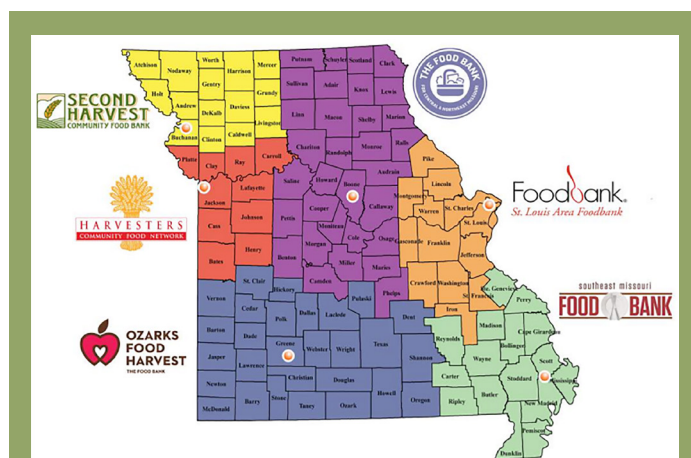 Atchison
Nodaway
Worth
Harrison
Mercer
Putnam
Schuyler
Scotland
Clark
Holt
Gentry
Grundy
Sullivan
Adair
Knox
Lewis
Andrew
DeKalb
Daviess
Livingston
Linn
Macon
Shelby
Marion
Buchanan
Clinton
Caldwell
Chariton
Randolph
Monroe
Ralls
Platte
Clay
Ray
Carroll
Pike
Audrain
Jackson
Lafayette
Saline
Howard
Boone
Callaway
Montgomery
Lincoln
Warren
St. Charles
St. Louis
Cass
Johnson
Pettis
Cooper
Moniteau
Cole
Osage
Gasconade
Franklin
Jefferson
Bates
Henry
Benton
Morgan
Miller
Maries
Camden
Phelps
Crawford
Washington
St. Francis
Ste. Genevieve
Perry
Iron
Vernon
St. Clair
Hickory
Cedar
Polk
Dallas
Laclede
Pulaski
Dent
Reynolds
Madison
Cape Girardeau
Bollinger
Barton
Dade
Greene
Webster
Wright
Texas
Shannon
Wayne
Scott
Jasper
Lawrence
Christian
Douglas
Carter
Stoddard
Mississippi
Newton
Howell
Oregon
Ripley
Butler
New Madrid
McDonald
Barry
Stone
Taney
Ozark
Pemiscot
Dunklin
SECOND
HARVEST
COMMUNITY FOOD BANK
THE FOOD BANK
FOR CENTRAL & NORTHEAST MISSOURI
HARVESTERS
COMMUNITY FOOD NETWORK
Foodbank®
St. Louis Area Foodbank
southeast missouri
FOOD BANK
OZARKS
FOOD
HARVEST
THE FOOD BANK